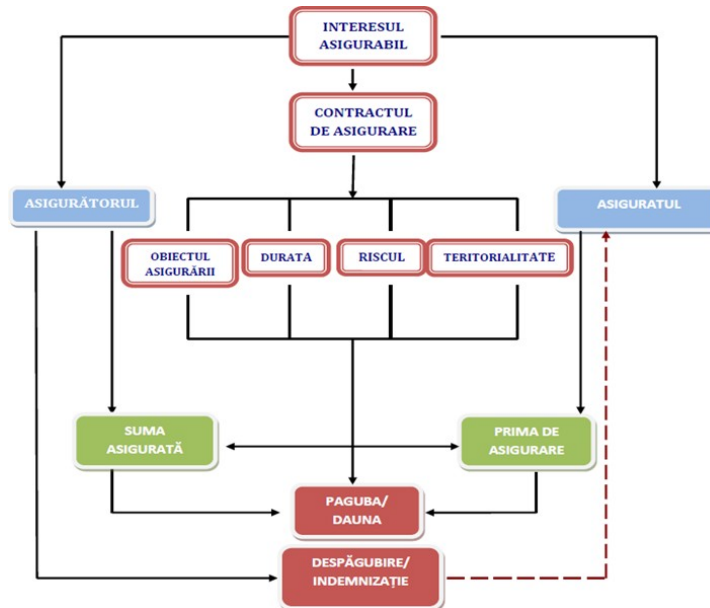 INTERESUL
ASIGURABIL
CONTRACTUL
DE ASIGURARE
ASIGURĂTORUL
ASIGURATUL
OBIECTUL
ASIGURĂRII
DURATA
RISCUL
TERITORIALITATE
SUMA
ASIGURATĂ
PRIMA DE
ASIGURARE
PAGUBA/
DAUNA
DESPĂGUBIRE/
INDEMNIZAȚIE